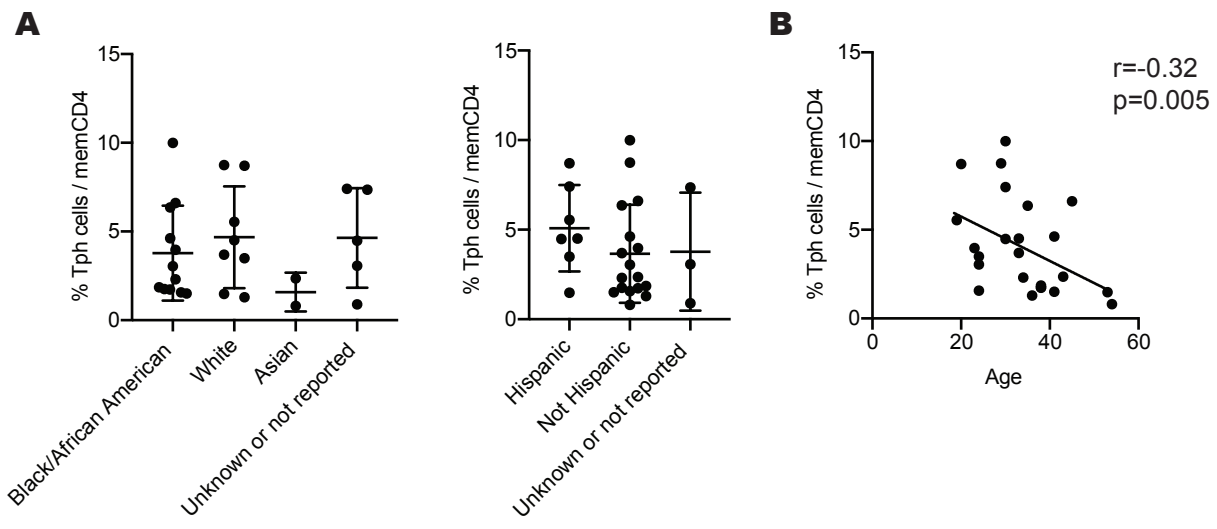 A
15
10
5
0
% Tph cells / memCD4
Black/African American
White
Asian
Unknown or not reported
15
10
5
0
% Tph cells / memCD4
Hispanic
Not Hispanic
Unknown or not reported
B
15
10
5
0
% Tph cells / memCD4
r=-0.32
p=0.005
0 20 40 60
Age